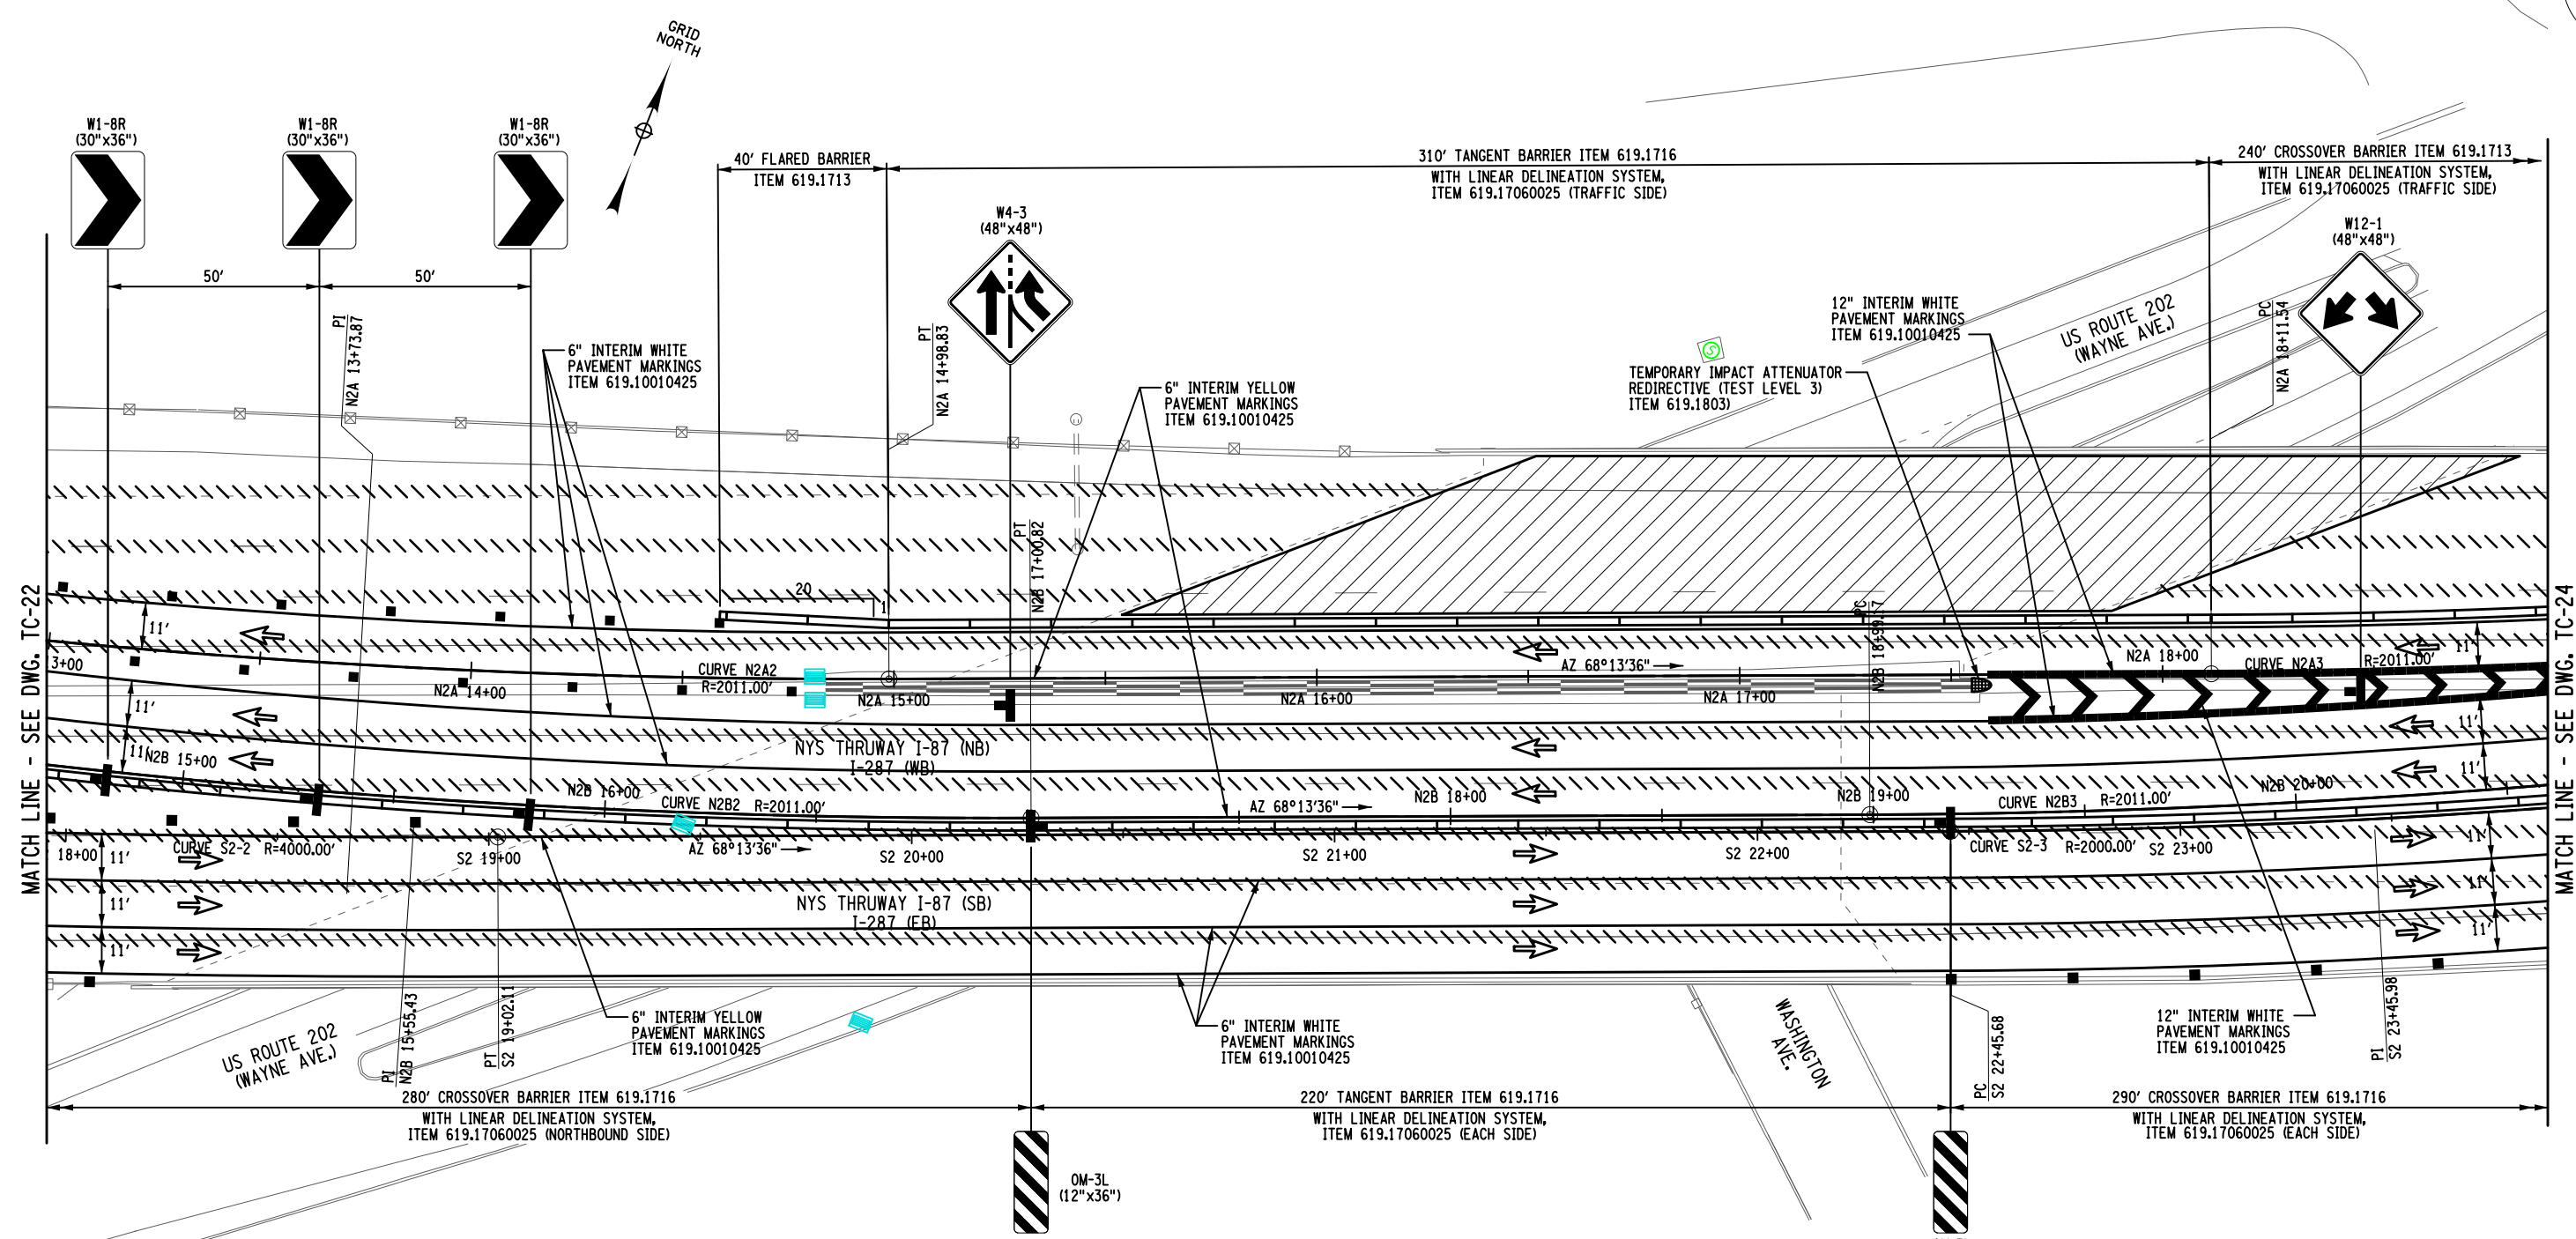 GRID
NORTH
W1-8R
(30"x36")
W1-8R
(30"x36")
W1-8R
(30"x36")
50'
50'
40' FLARED BARRIER
ITEM 619.1713
310' TANGENT BARRIER ITEM 619.1716
WITH LINEAR DELINEATION SYSTEM,
ITEM 619.17060025 (TRAFFIC SIDE)
240' CROSSOVER BARRIER ITEM 619.1713
WITH LINEAR DELINEATION SYSTEM,
ITEM 619.17060025 (TRAFFIC SIDE)
W4-3
(48"x48")
W12-1
(48"x48")
PI
N2A 13+73.87
PT
N2A 14+98.83
PC
N2A 18+11.54
6" INTERIM WHITE
PAVEMENT MARKINGS
ITEM 619.10010425
6" INTERIM YELLOW
PAVEMENT MARKINGS
ITEM 619.10010425
12" INTERIM WHITE
PAVEMENT MARKINGS
ITEM 619.10010425
TEMPORARY IMPACT ATTENUATOR
REDIRECTIVE (TEST LEVEL 3)
ITEM 619.1803)
S
US ROUTE 202
(WAYNE AVE.)
PT
N2B 17+00.82
PC
N2B 18+99.17
20
1
11'
11'
11'
11'
11'
11'
3+00
N2A 14+00
CURVE N2A2
R=2011.00'
N2A 15+00
N2A 16+00
AZ 68°13'36"
N2A 17+00
N2A 18+00
CURVE N2A3
R=2011.00'
MATCH LINE - SEE DWG. TC-22
MATCH LINE - SEE DWG. TC-24
NYS THRUWAY I-87 (NB)
I-287 (WB)
N2B 15+00
N2B 16+00
CURVE N2B2
R=2011.00'
AZ 68°13'36"
N2B 18+00
N2B 19+00
CURVE N2B3
R=2011.00'
N2B 20+00
18+00
CURVE S2-2
R=4000.00'
S2 19+00
AZ 68°13'36"
S2 20+00
S2 21+00
S2 22+00
CURVE S2-3
R=2000.00'
S2 23+00
11'
11'
11'
11'
11'
11'
NYS THRUWAY I-87 (SB)
I-287 (EB)
US ROUTE 202
(WAYNE AVE.)
PI
N2B 15+55.43
PT
S2 19+02.11
6" INTERIM YELLOW
PAVEMENT MARKINGS
ITEM 619.10010425
6" INTERIM WHITE
PAVEMENT MARKINGS
ITEM 619.10010425
WASHINGTON
AVE.
PC
S2 22+45.68
12" INTERIM WHITE
PAVEMENT MARKINGS
ITEM 619.10010425
PI
S2 23+45.98
280' CROSSOVER BARRIER ITEM 619.1716
WITH LINEAR DELINEATION SYSTEM,
ITEM 619.17060025 (NORTHBOUND SIDE)
220' TANGENT BARRIER ITEM 619.1716
WITH LINEAR DELINEATION SYSTEM,
ITEM 619.17060025 (EACH SIDE)
290' CROSSOVER BARRIER ITEM 619.1716
WITH LINEAR DELINEATION SYSTEM,
ITEM 619.17060025 (EACH SIDE)
OM-3L
(12"x36")